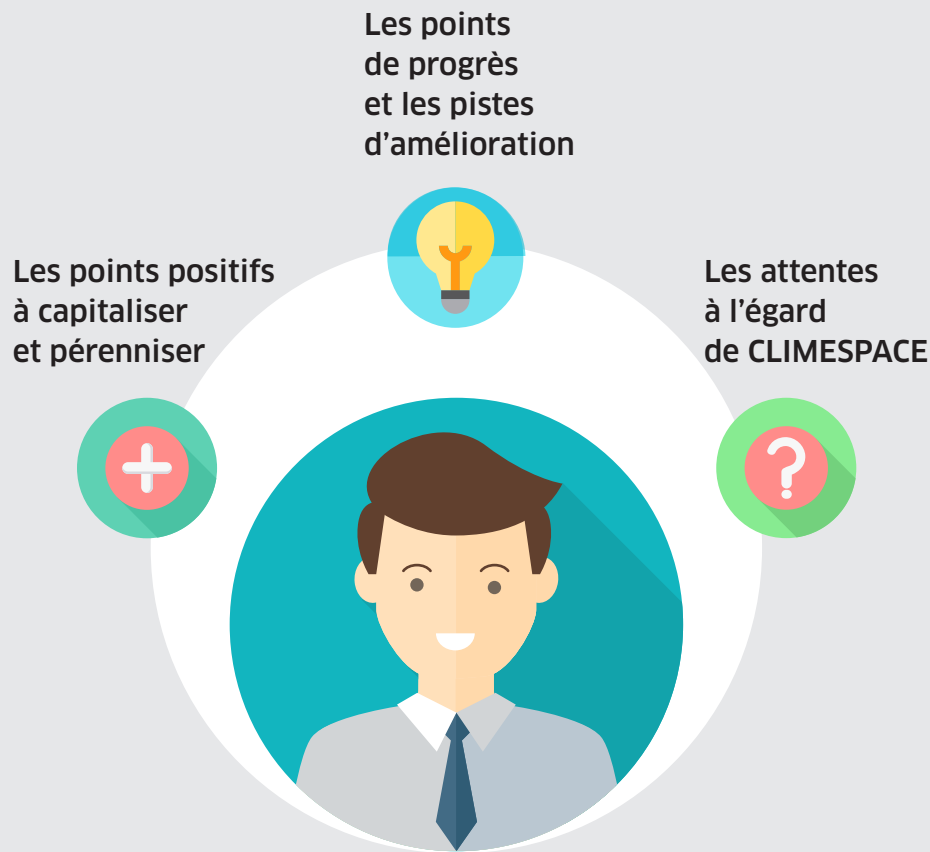 Les points
de progrès
et les pistes
d'amélioration
Les points positifs
à capitaliser
et pérenniser
Les attentes
à l'égard
de CLIMESPACE